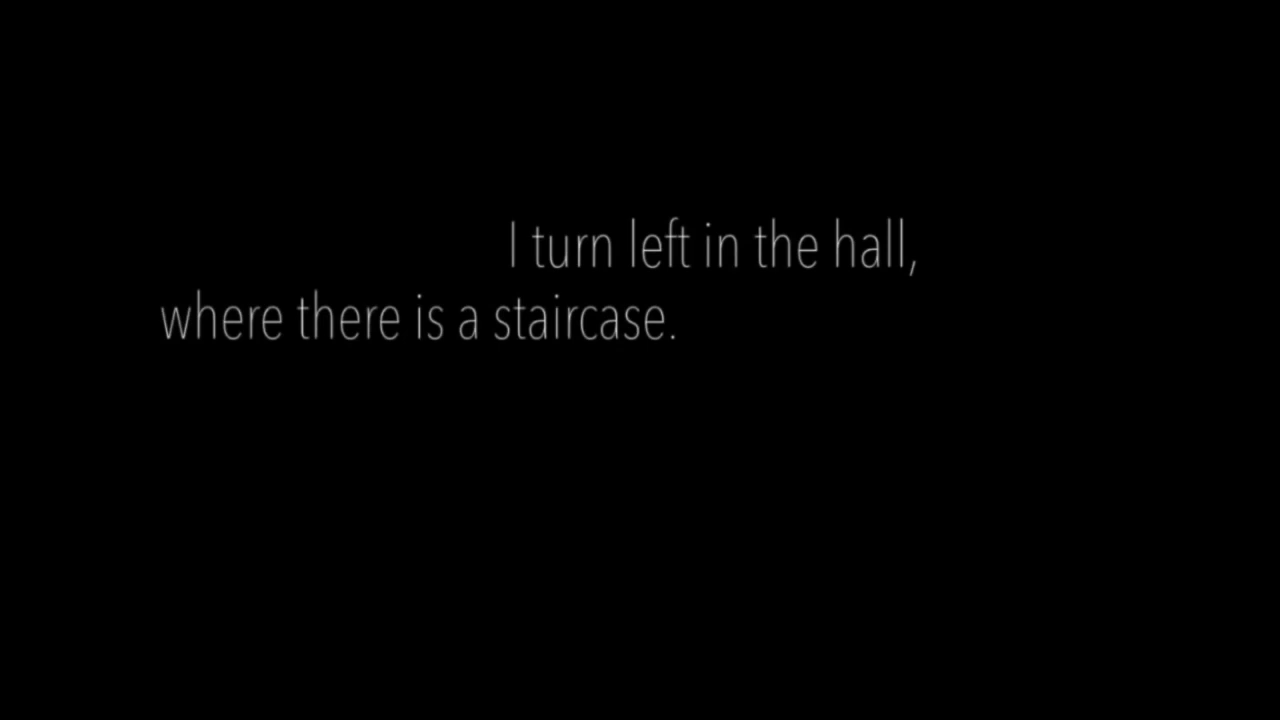 I turn left in the hall,
where there is a staircase.